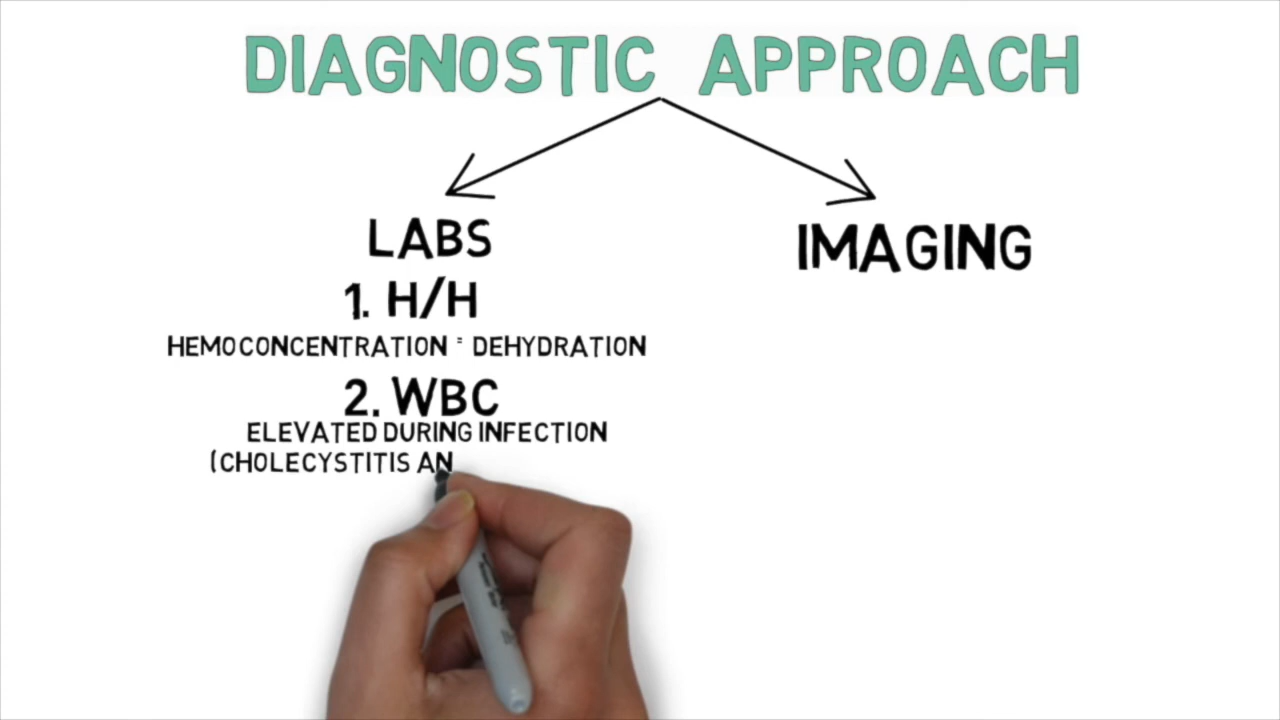 DIAGNOSTIC APPROACH
LABS
1. H/H
HEMOCONCENTRATION = DEHYDRATION
2. WBC
ELEVATED DURING INFECTION
(CHOLECYSTITIS AN
IMAGING